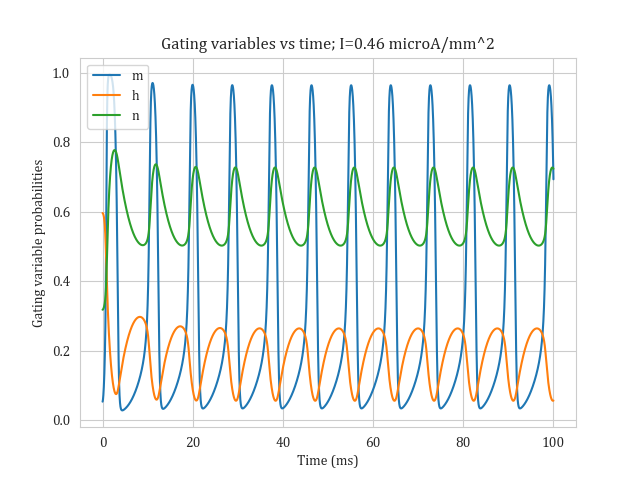 Gating variables vs time; I=0.46 microA/mm^2
m
h
n
1.0
0.8
0.6
0.4
0.2
0.0
Gating variable probabilities
0 20 40 60 80 100
Time (ms)